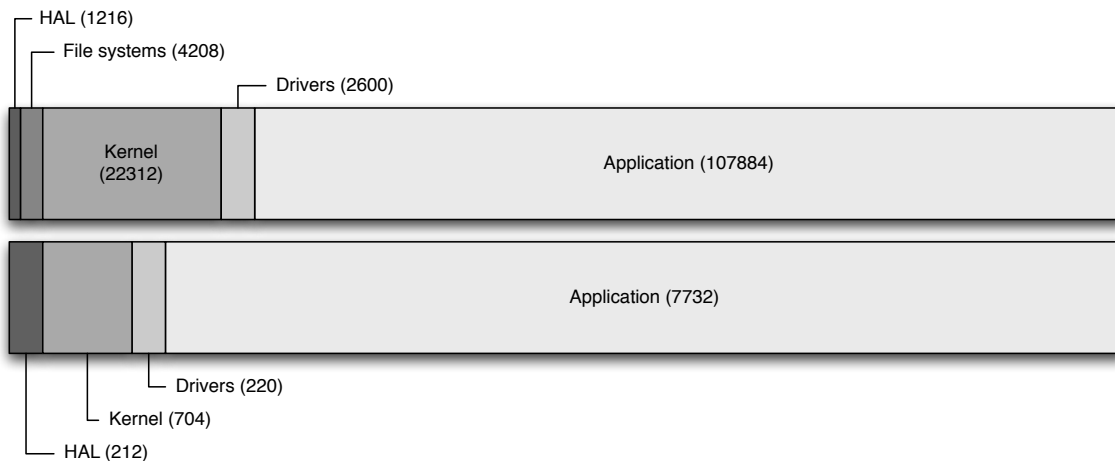 HAL (1216)
File systems (4208)
Drivers (2600)
Kernel
(22312)
Application (107884)
Application (7732)
Drivers (220)
Kernel (704)
HAL (212)